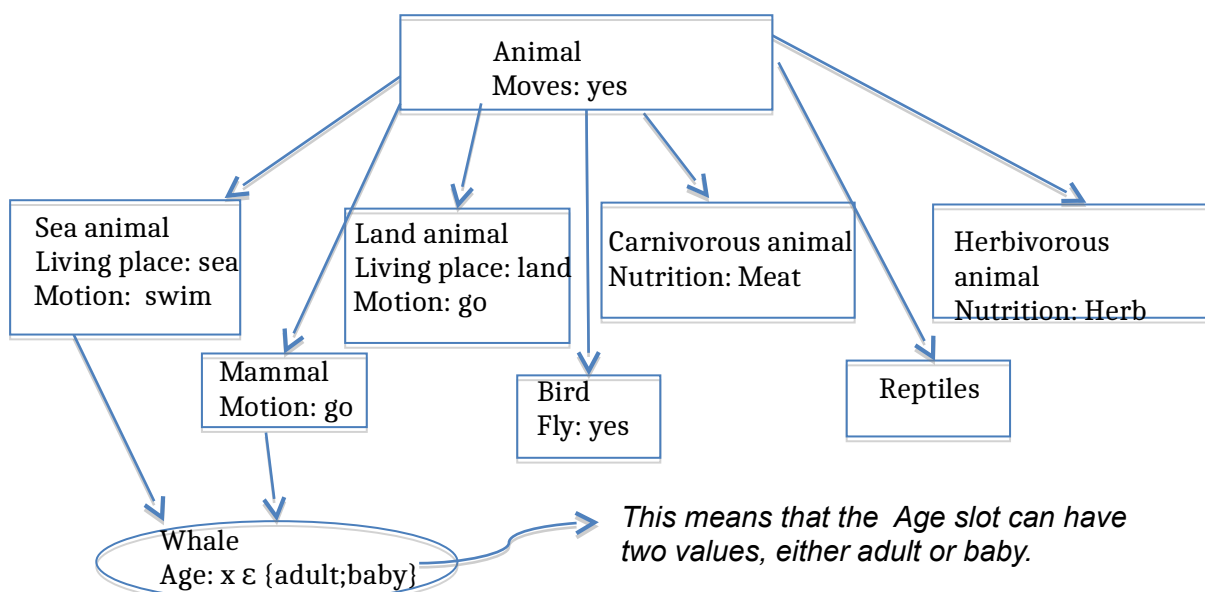 Animal
Moves: yes
Sea animal
Living place: sea
Motion:  swim
Land animal
Living place: land
Motion: go
Carnivorous animal
Nutrition: Meat
Herbivorous
animal
Nutrition: Herb
Mammal
Motion: go
Bird
Fly: yes
Reptiles
Whale
Age: x ε {adult;baby}
This means that the  Age slot can have
two values, either adult or baby.